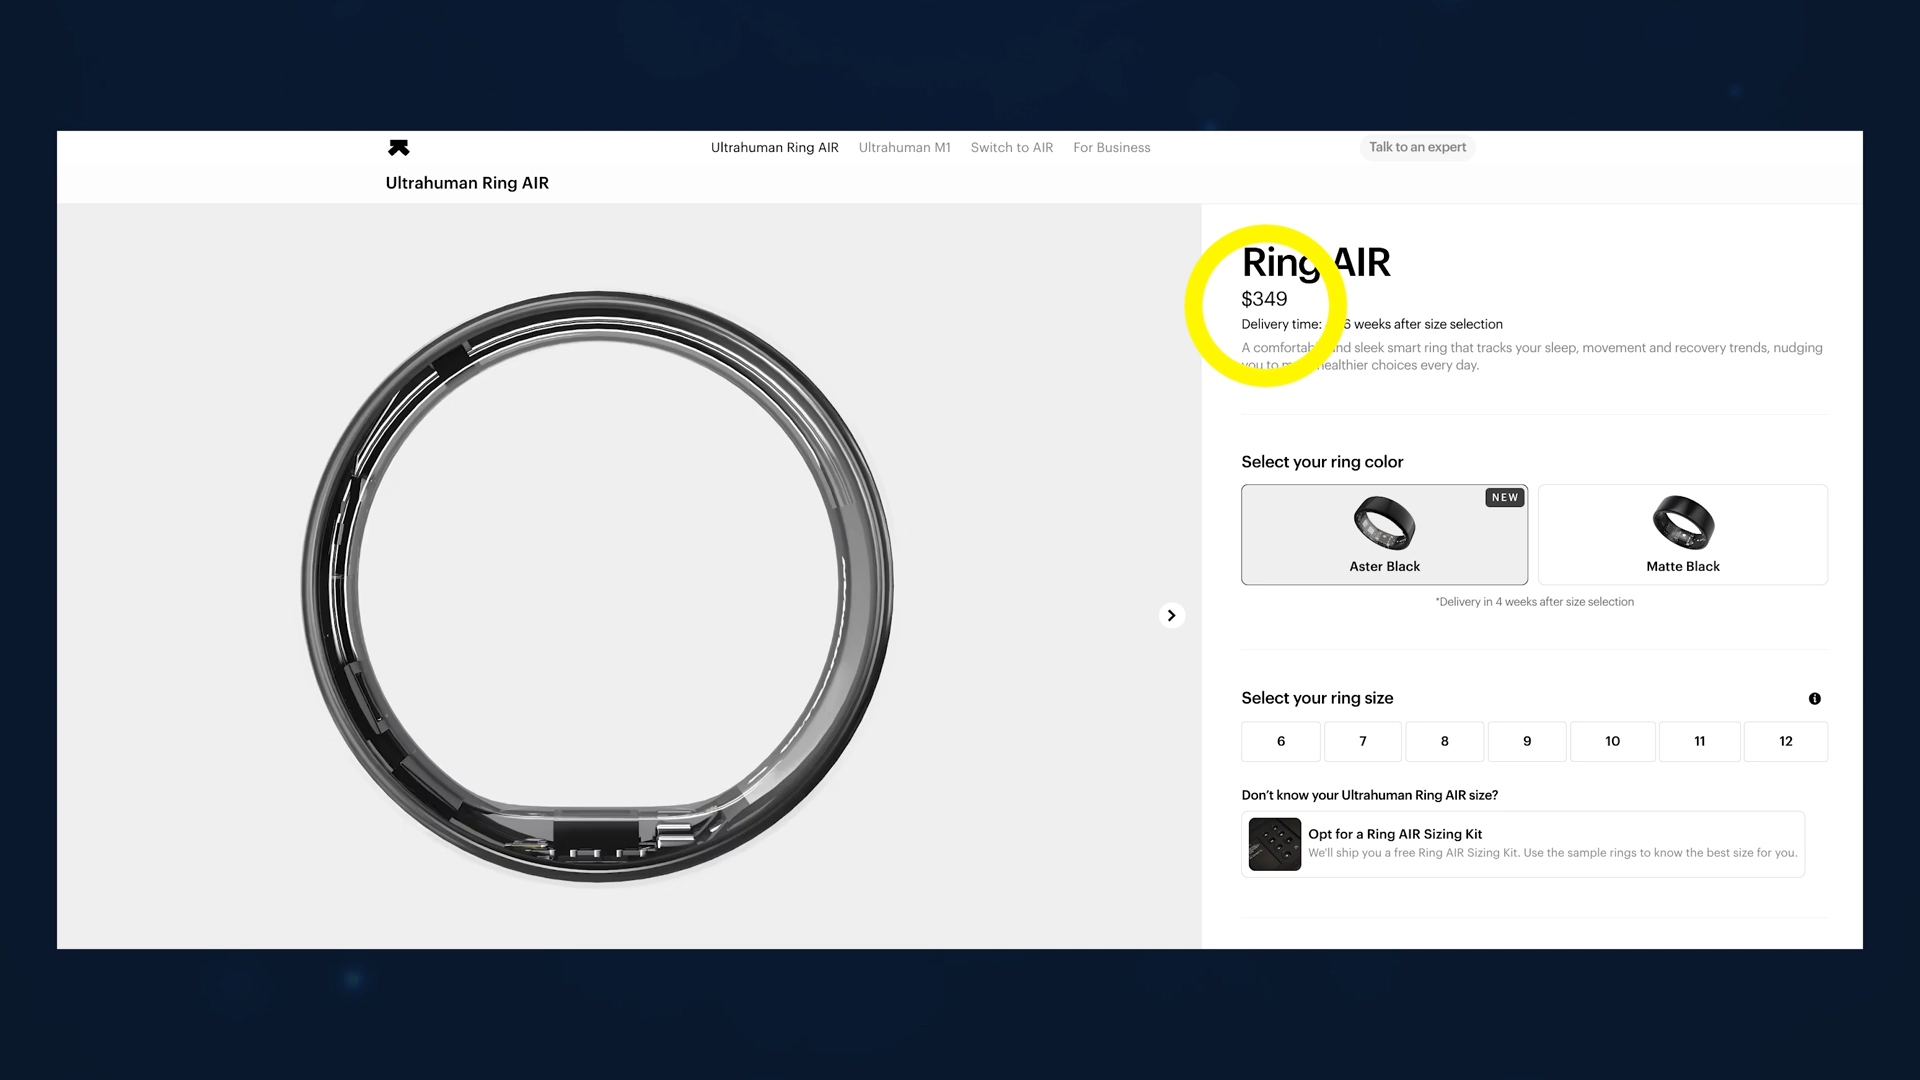 Ultrahuman Ring AIR Ultrahuman M1 Switch to AIR For Business Talk to an expert
Ultrahuman Ring AIR
Ring AIR
$349
Delivery time: 6 weeks after size selection
A sleek smart ring that tracks your sleep, movement and recovery trends, nudging
you to healthier choices every day.
Select your ring color
NEW
Aster Black
Matte Black
*Delivery in 4 weeks after size selection
Select your ring size
6 7 8 9 10 11 12
Don't know your Ultrahuman Ring AIR size?
Opt for a Ring AIR Sizing Kit
We'll ship you a free Ring AIR Sizing Kit. Use the sample rings to know the best size for you.